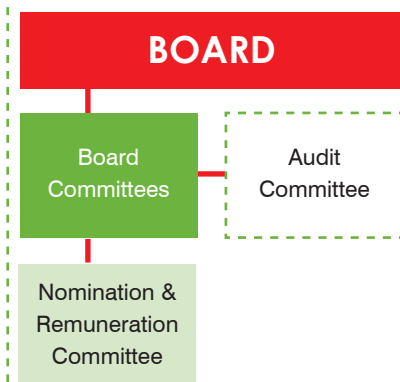 BOARD
Board
Committees
Audit
Committee
Nomination &
Remuneration
Committee